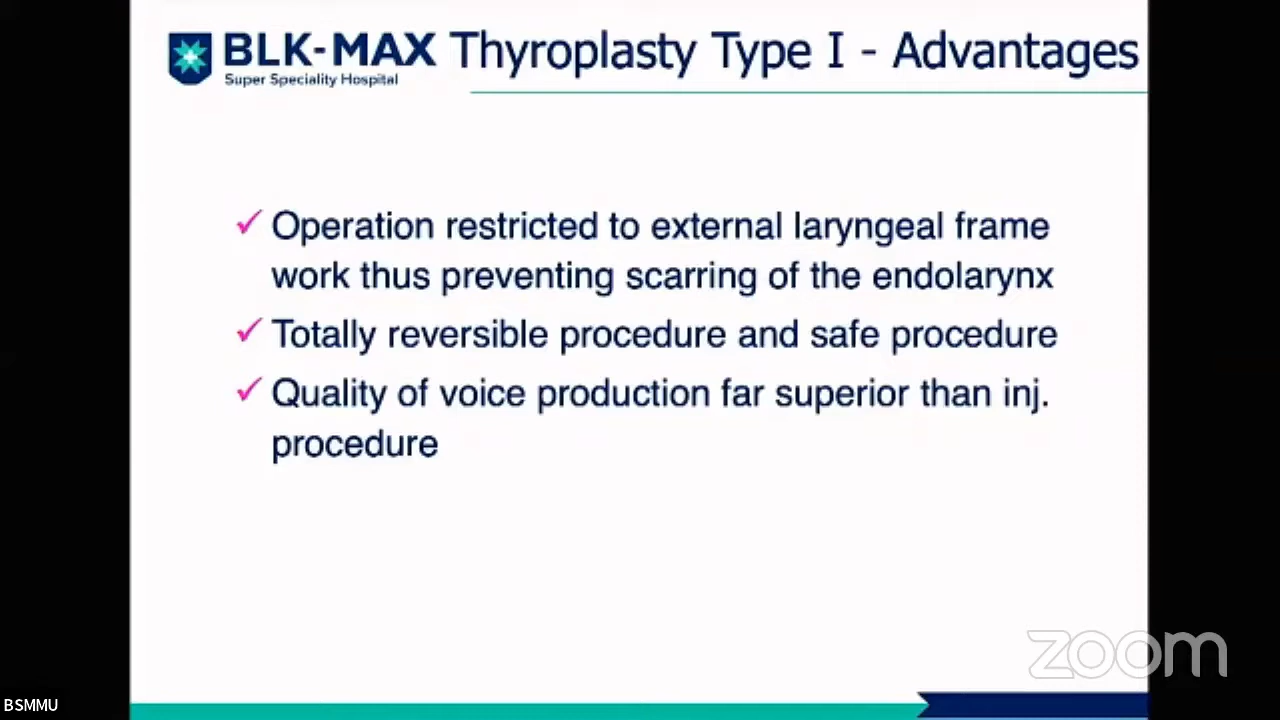 BLK-MAX Thyroplasty Type I - Advantages
Super Speciality Hospital
✓ Operation restricted to external laryngeal frame
work thus preventing scarring of the endolarynx
✓ Totally reversible procedure and safe procedure
✓ Quality of voice production far superior than inj.
procedure
zoom
BSMMU